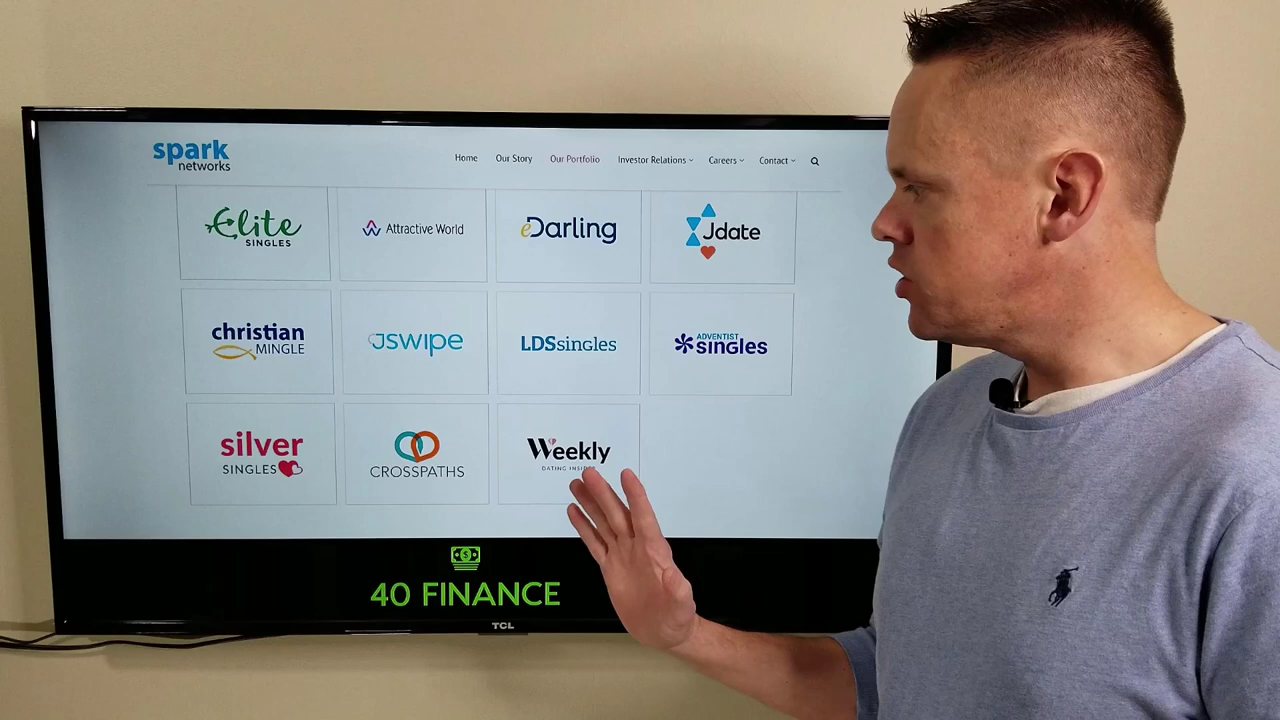 spark
networks
Home
Our Story
Our Portfolio
Investor Relations
Careers
Contact
Elite
SINGLES
Attractive World
eDarling
Jdate
christian
MINGLE
JSWIPE
LDSsingles
ADVENTIST
singles
silver
SINGLES
CROSSPATHS
Weekly
DATING
40 FINANCE
TCL